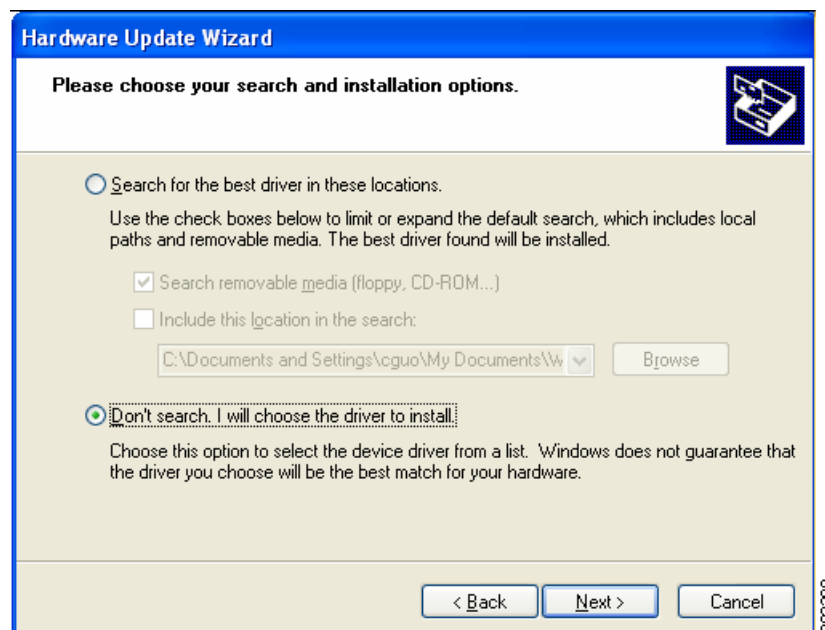 Hardware Update Wizard
Please choose your search and installation options.
Search for the best driver in these locations.
Use the check boxes below to limit or expand the default search, which includes local
paths and removable media. The best driver found will be installed.
Search removable media (floppy, CD-ROM...)
Include this location in the search:
C:\Documents and Settings\cguo\My Documents\W
Browse
Don't search. I will choose the driver to install.
Choose this option to select the device driver from a list. Windows does not guarantee that
the driver you choose will be the best match for your hardware.
< Back
Next >
Cancel